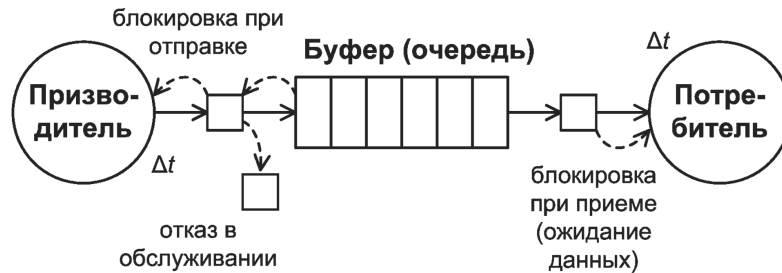 блокировка при
отправке
Буфер (очередь)
Δt
Призво-
дитель
Потре-
битель
Δt
блокировка
при приеме
(ожидание
данных)
отказ в
обслуживании